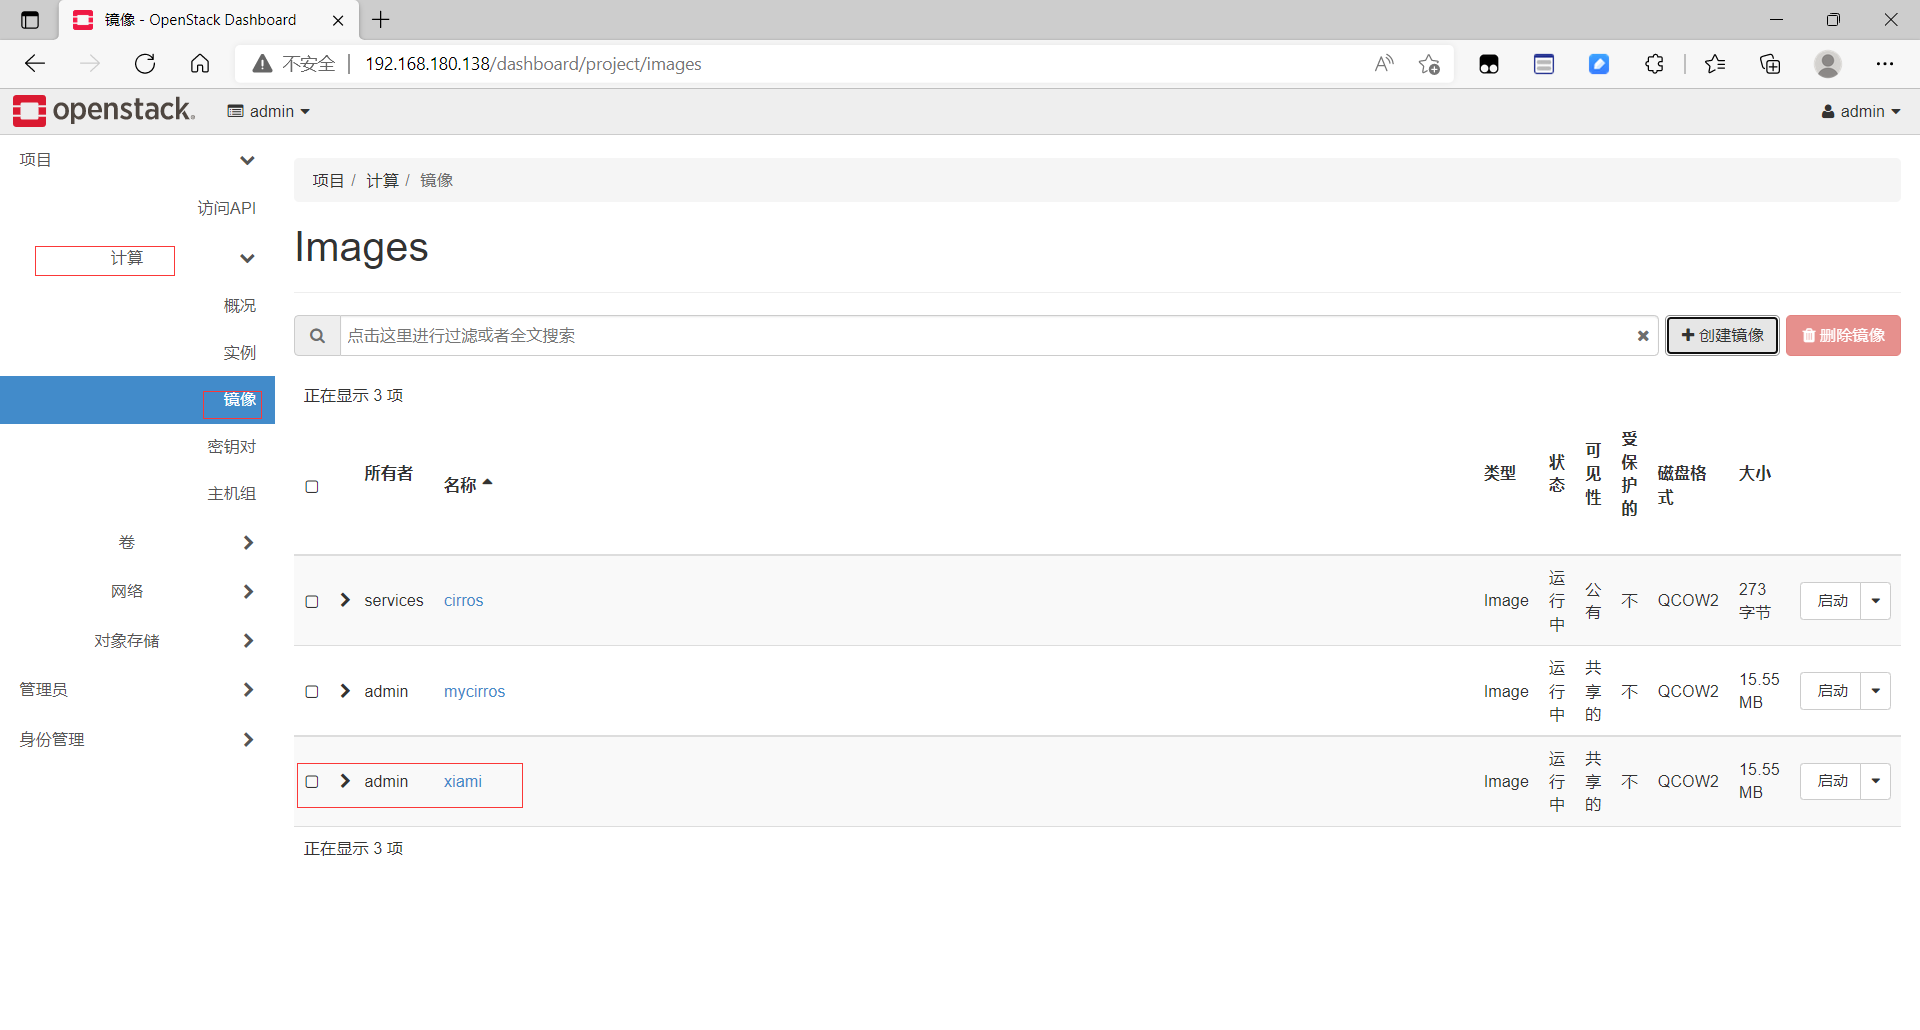 镜像 - OpenStack Dashboard
不安全 192.168.180.138/dashboard/project/images
openstack. admin admin
项目
访问API
计算
概况
实例
镜像
密钥对
主机组
卷
网络
对象存储
管理员
身份管理
项目 / 计算 / 镜像
Images
点击这里进行过滤或者全文搜索 创建镜像 删除镜像
正在显示 3 项
所有者 名称 类型 状态 可见性 受保护的 磁盘格式 大小
services cirros Image 运行中 公有 不 QCOW2 273 字节 启动
admin mycirros Image 运行中 共享的 不 QCOW2 15.55 MB 启动
admin xiami Image 运行中 共享的 不 QCOW2 15.55 MB 启动
正在显示 3 项